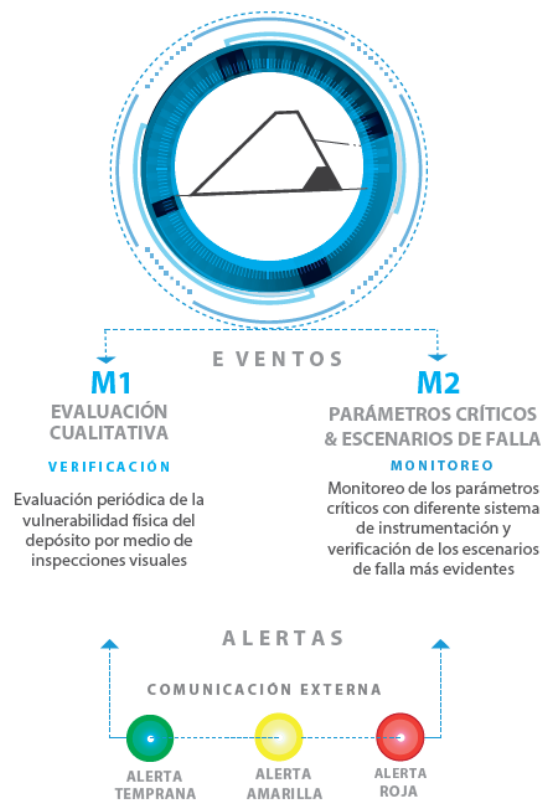 E VENTOS
M1
EVALUACIÓN
CUALITATIVA
VERIFICACIÓN
Evaluación periódica de la
vulnerabilidad física del
depósito por medio de
inspecciones visuales
M2
PARÁMETROS CRÍTICOS
& ESCENARIOS DE FALLA
MONITOREO
Monitoreo de los parámetros
críticos con diferente sistema
de instrumentación y
verificación de los escenarios
de falla más evidentes
ALERTAS
COMUNICACIÓN EXTERNA
ALERTA
TEMPRANA
ALERTA
AMARILLA
ALERTA
ROJA